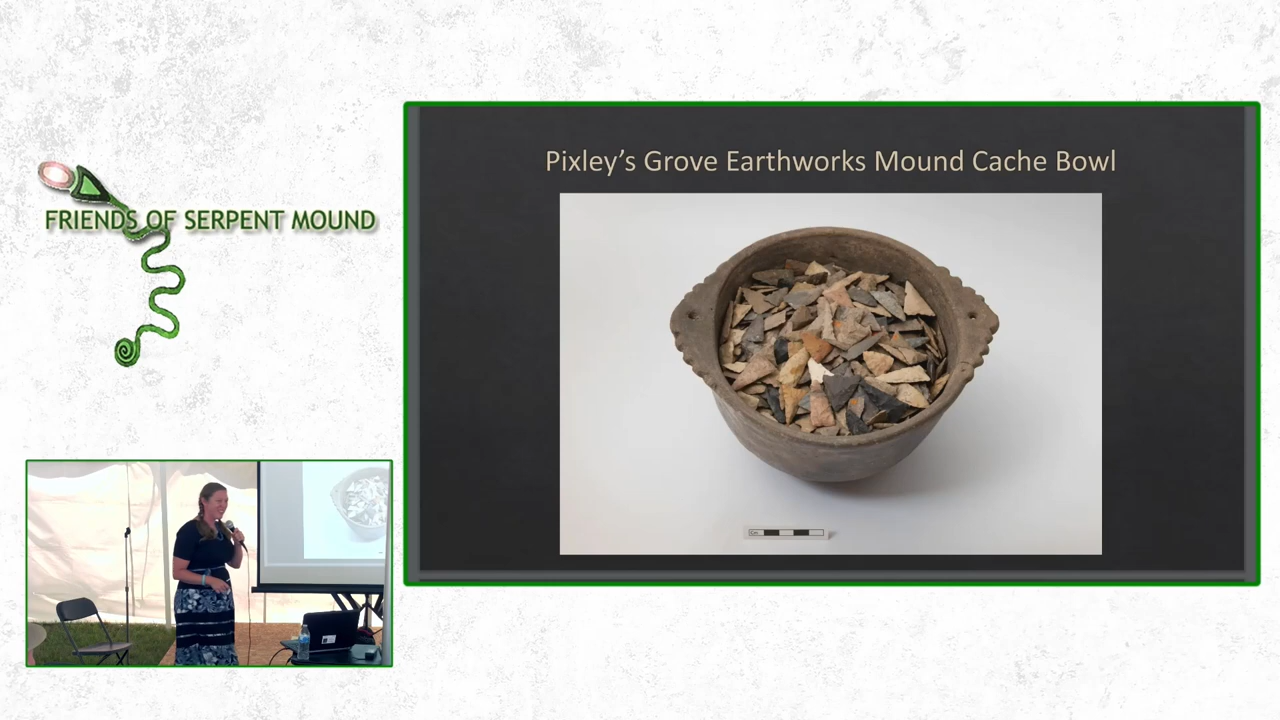 FRIENDS OF SERPENT MOUND
Pixley's Grove Earthworks Mound Cache Bowl